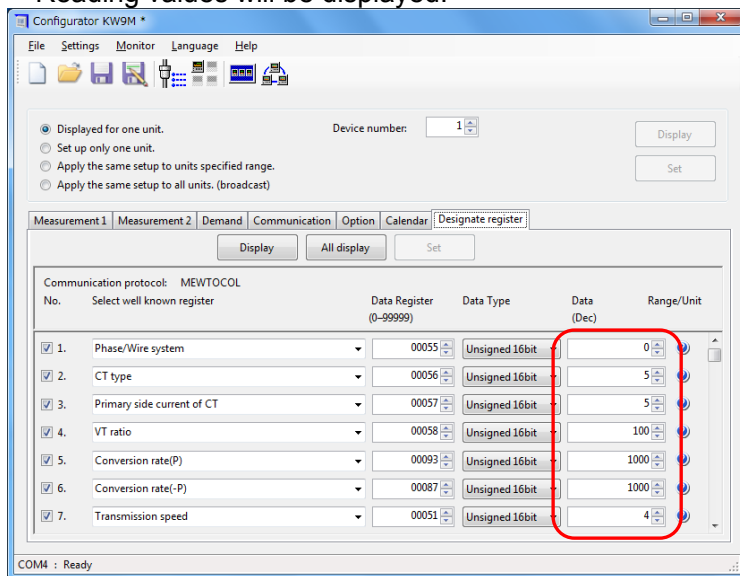 Reading values will be displayed.
Configurator KW9M *
File Settings Monitor Language Help
Displayed for one unit. Device number: 1 Display
Set up only one unit.
Apply the same setup to units specified range. Set
Apply the same setup to all units. (broadcast)
Measurement 1 Measurement 2 Demand Communication Option Calendar Designate register
Display All display Set
Communication protocol: MEWTOCOL
No. Select well known register Data Register Data Type Data Range/Unit
(0–99999) (Dec)
1. Phase/Wire system 00055 Unsigned 16bit 0
2. CT type 00056 Unsigned 16bit 5
3. Primary side current of CT 00057 Unsigned 16bit 5
4. VT ratio 00058 Unsigned 16bit 100
5. Conversion rate(P) 00093 Unsigned 16bit 1000
6. Conversion rate(-P) 00087 Unsigned 16bit 1000
7. Transmission speed 00051 Unsigned 16bit 4
COM4 : Ready